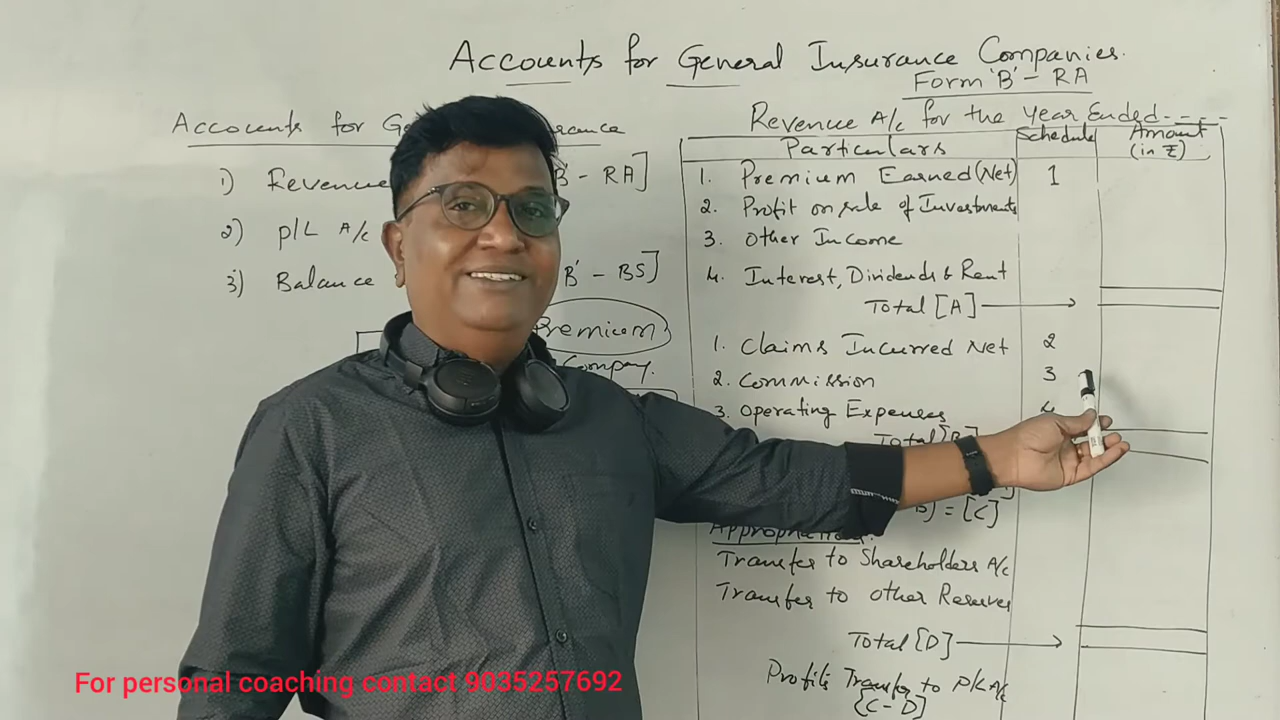 Accounts for General Insurance Companies.
Form 'B' - RA
Accounts for
1) Revenue B' - RA]
2) P/L A/c
3) Balance B' - BS]
Premium
Company.
Revenue A/c for the Year Ended-----
Particulars Schedule Amount (in ₹)
1. Premium Earned (Net) 1
2. Profit on sale of Investments
3. Other Income
4. Interest, Dividends & Rent
Total [A]
1. Claims Incurred Net 2
2. Commission 3
3. Operating Expenses 4
Total [B]
B) = [C]
Transfer to Shareholders A/c
Transfer to Other Reserves
Total [D]
Profits Transfer to P/L A/c
[C - D]
For personal coaching contact 9035257692